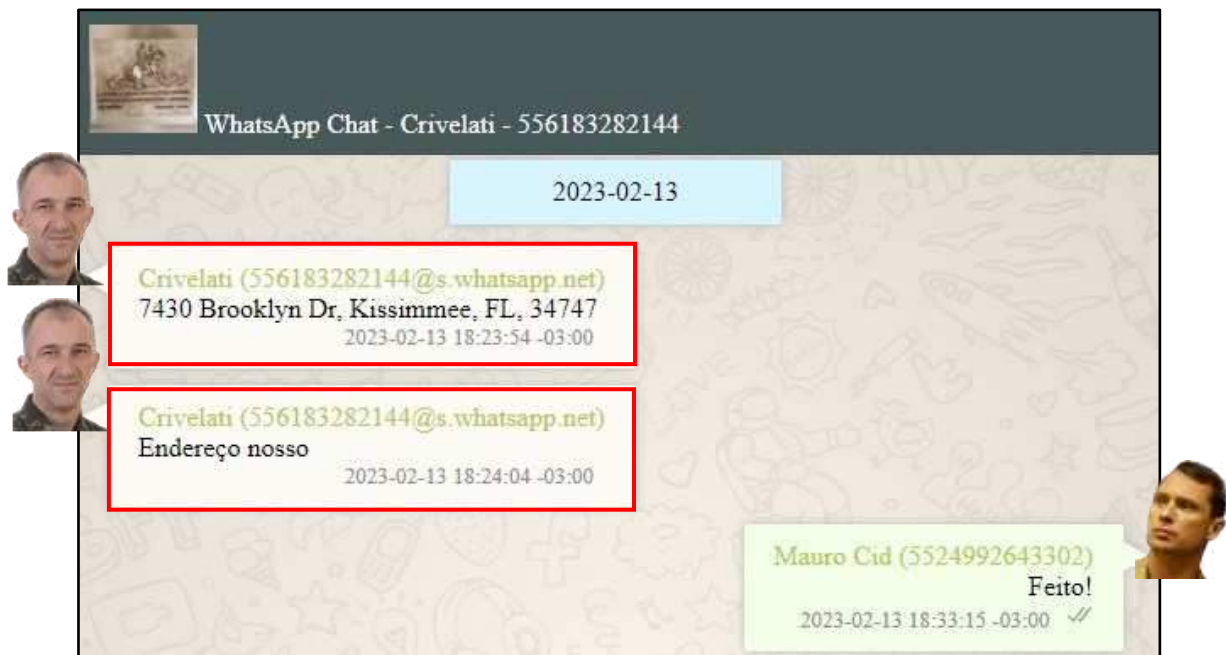 WhatsApp Chat - Crivelati - 556183282144
2023-02-13
Crivelati (556183282144@s.whatsapp.net)
7430 Brooklyn Dr, Kissimmee, FL, 34747
2023-02-13 18:23:54 -03:00
Crivelati (556183282144@s.whatsapp.net)
Endereço nosso
2023-02-13 18:24:04 -03:00
Mauro Cid (5524992643302)
Feito!
2023-02-13 18:33:15 -03:00